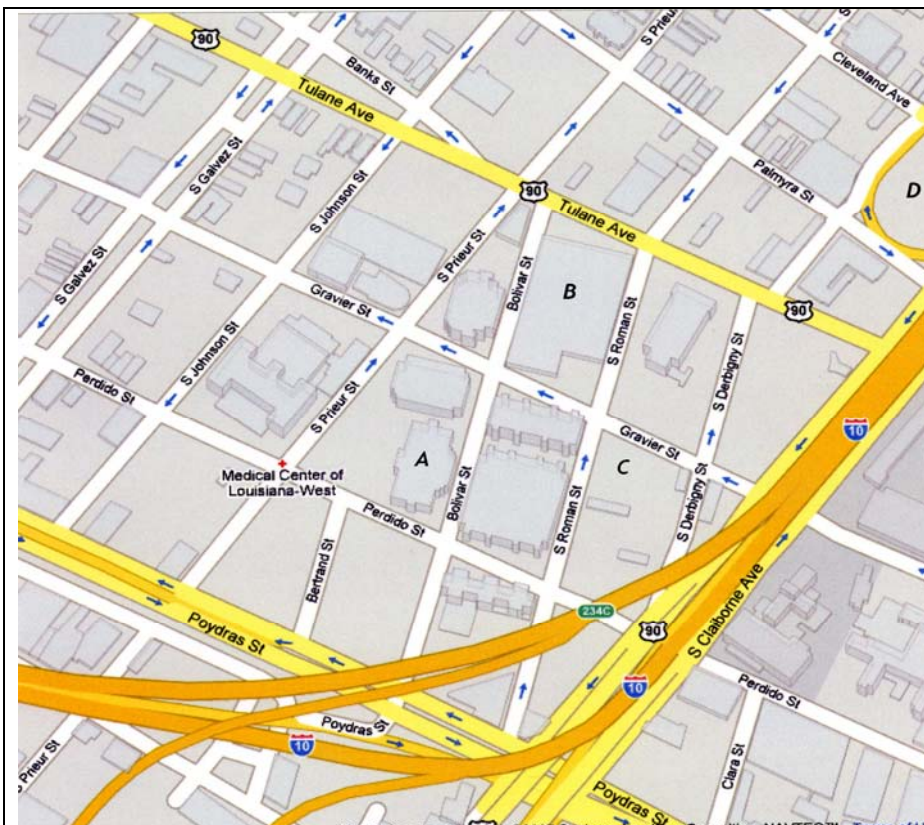 90
Tulane Ave
Banks St
S Prieur St
Cleveland Ave
S Galvez St
S Johnson St
90
Tulane Ave
Palmyra St
D
S Galvez St
Gravier St
S Prieur St
Bolivar St
B
S Roman St
90
S Johnson St
Perdido St
S Prieur St
S Derbigny St
10
Gravier St
A
C
Medical Center of
Louisiana-West
Bolivar St
S Roman St
S Derbigny St
Perdido St
Bertrand St
234C
90
S Claiborne Ave
Poydras St
10
Perdido St
Poydras St
10
S Prieur St
Clara St
Poydras St
NAVTEQ™